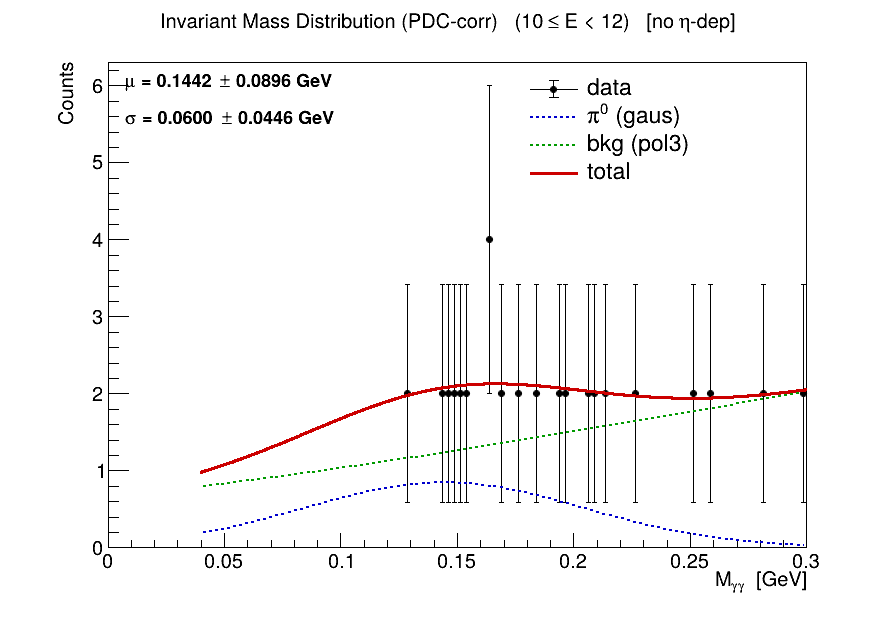 Invariant Mass Distribution (PDC-corr) (10 ≤ E < 12) [no η-dep]
Counts
μ = 0.1442 ± 0.0896 GeV
σ = 0.0600 ± 0.0446 GeV
data
π⁰ (gaus)
bkg (pol3)
total
6
5
4
3
2
1
0
0 0.05 0.1 0.15 0.2 0.25 0.3
M_γγ [GeV]